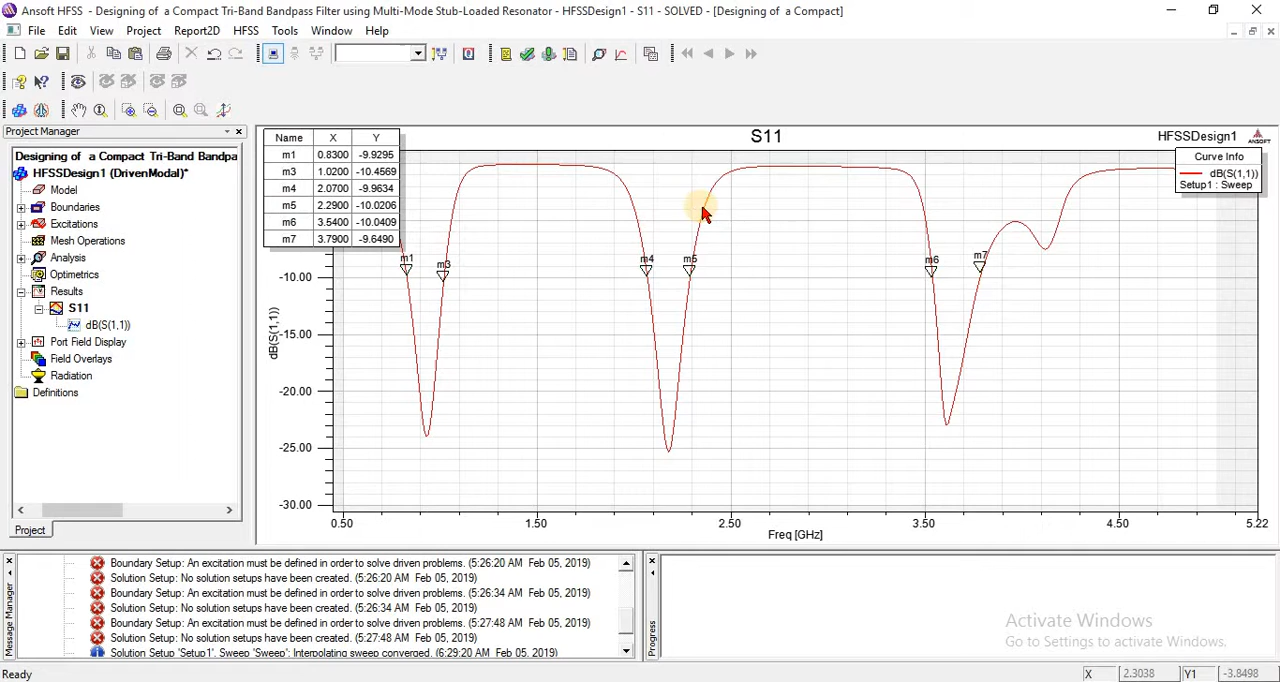 Ansoft HFSS - Designing of a Compact Tri-Band Bandpass Filter using Multi-Mode Stub-Loaded Resonator - HFSSDesign1 - S11 - SOLVED - [Designing of a Compact]
File Edit View Project Report2D HFSS Tools Window Help
Project Manager
Designing of a Compact Tri-Band Bandpa
HFSSDesign1 (DrivenModal)*
Model
Boundaries
Excitations
Mesh Operations
Analysis
Optimetrics
Results
S11
dB(S(1,1))
Port Field Display
Field Overlays
Radiation
Definitions
Project
S11
HFSSDesign1
ANSOFT
Name X Y
m1 0.8300 -9.9295
m3 1.0200 -10.4569
m4 2.0700 -9.9634
m5 2.2900 -10.0206
m6 3.5400 -10.0409
m7 3.7900 -9.6490
Curve Info
dB(S(1,1))
Setup1 : Sweep
m1
m3
m4
m5
m6
m7
-10.00
-15.00
-20.00
-25.00
-30.00
dB(S(1,1))
0.50 1.50 2.50 3.50 4.50 5.22
Freq [GHz]
Message Manager
Boundary Setup: An excitation must be defined in order to solve driven problems. (5:26:20 AM Feb 05, 2019)
Solution Setup: No solution setups have been created. (5:26:20 AM Feb 05, 2019)
Boundary Setup: An excitation must be defined in order to solve driven problems. (5:26:34 AM Feb 05, 2019)
Solution Setup: No solution setups have been created. (5:26:34 AM Feb 05, 2019)
Boundary Setup: An excitation must be defined in order to solve driven problems. (5:27:48 AM Feb 05, 2019)
Solution Setup: No solution setups have been created. (5:27:48 AM Feb 05, 2019)
Solution Setup 'Setup1', Sweep 'Sweep': Interpolating sweep converged. (5:29:20 AM Feb 05, 2019)
Progress
Activate Windows
Go to Settings to activate Windows.
Ready
X 2.3038 Y1 -3.8498